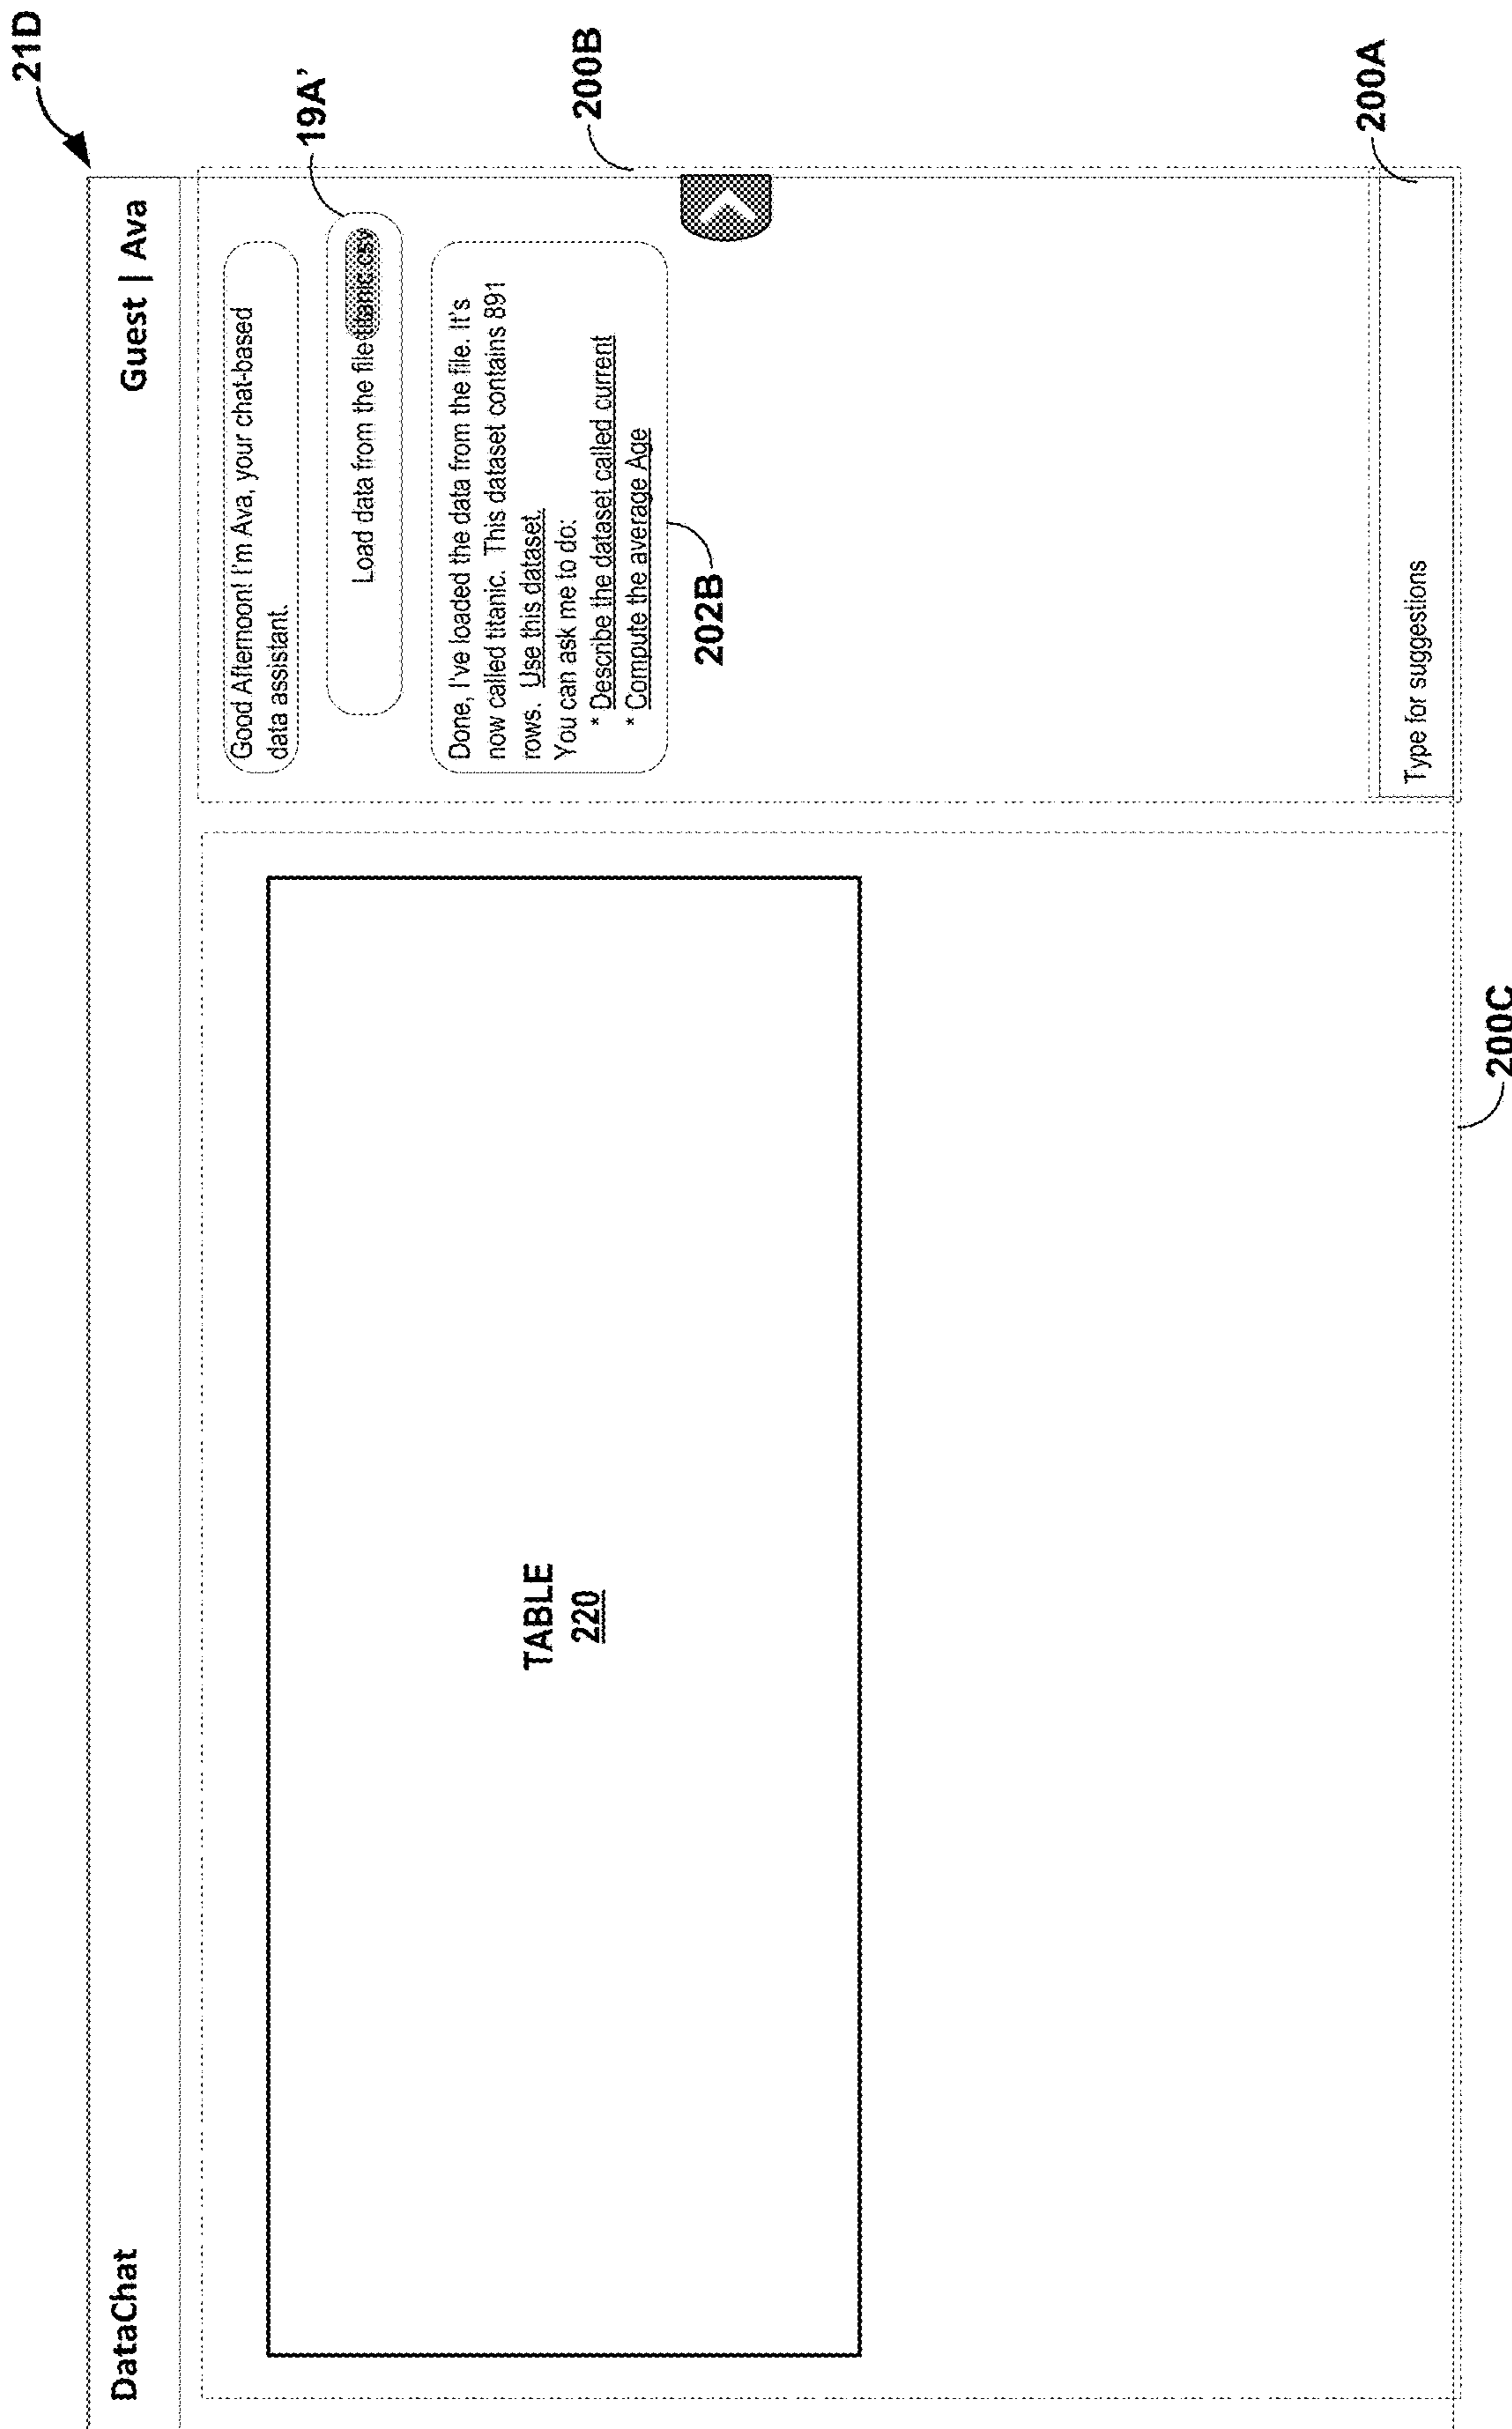 21D
DataChat
Guest | Ava
Good Afternoon! I'm Ava, your chat-based
data assistant.
19A'
Load data from the file titanic.csv
Done, I've loaded the data from the file. It's
now called titanic. This dataset contains 891
rows. Use this dataset.
You can ask me to do:
* Describe the dataset called current
* Compute the average Age
200B
202B
TABLE
220
Type for suggestions
200A
200C